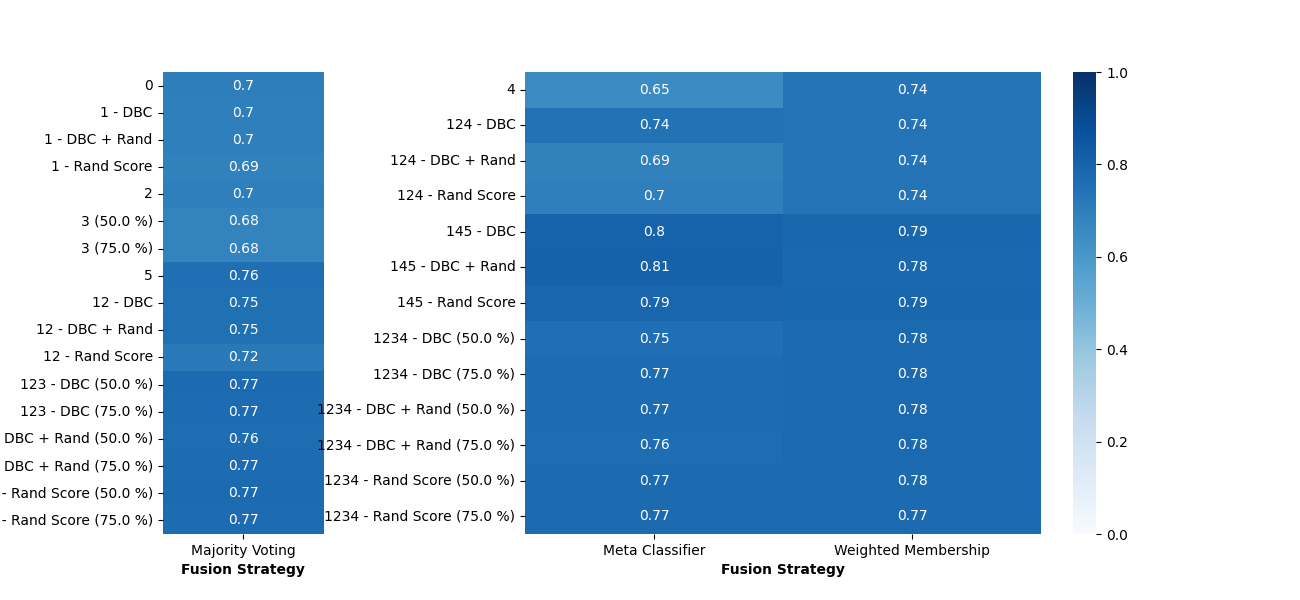 0 0.7
1 - DBC 0.7
1 - DBC + Rand 0.7
1 - Rand Score 0.69
2 0.7
3 (50.0 %) 0.68
3 (75.0 %) 0.68
5 0.76
12 - DBC 0.75
12 - DBC + Rand 0.75
12 - Rand Score 0.72
123 - DBC (50.0 %) 0.77
123 - DBC (75.0 %) 0.77
DBC + Rand (50.0 %) 0.76
DBC + Rand (75.0 %) 0.77
- Rand Score (50.0 %) 0.77
- Rand Score (75.0 %) 0.77
Majority Voting
Fusion Strategy
4 0.65 0.74
124 - DBC 0.74 0.74
124 - DBC + Rand 0.69 0.74
124 - Rand Score 0.7 0.74
145 - DBC 0.8 0.79
145 - DBC + Rand 0.81 0.78
145 - Rand Score 0.79 0.79
1234 - DBC (50.0 %) 0.75 0.78
1234 - DBC (75.0 %) 0.77 0.78
1234 - DBC + Rand (50.0 %) 0.77 0.78
1234 - DBC + Rand (75.0 %) 0.76 0.78
1234 - Rand Score (50.0 %) 0.77 0.78
1234 - Rand Score (75.0 %) 0.77 0.77
Meta Classifier Weighted Membership
Fusion Strategy
1.0
0.8
0.6
0.4
0.2
0.0